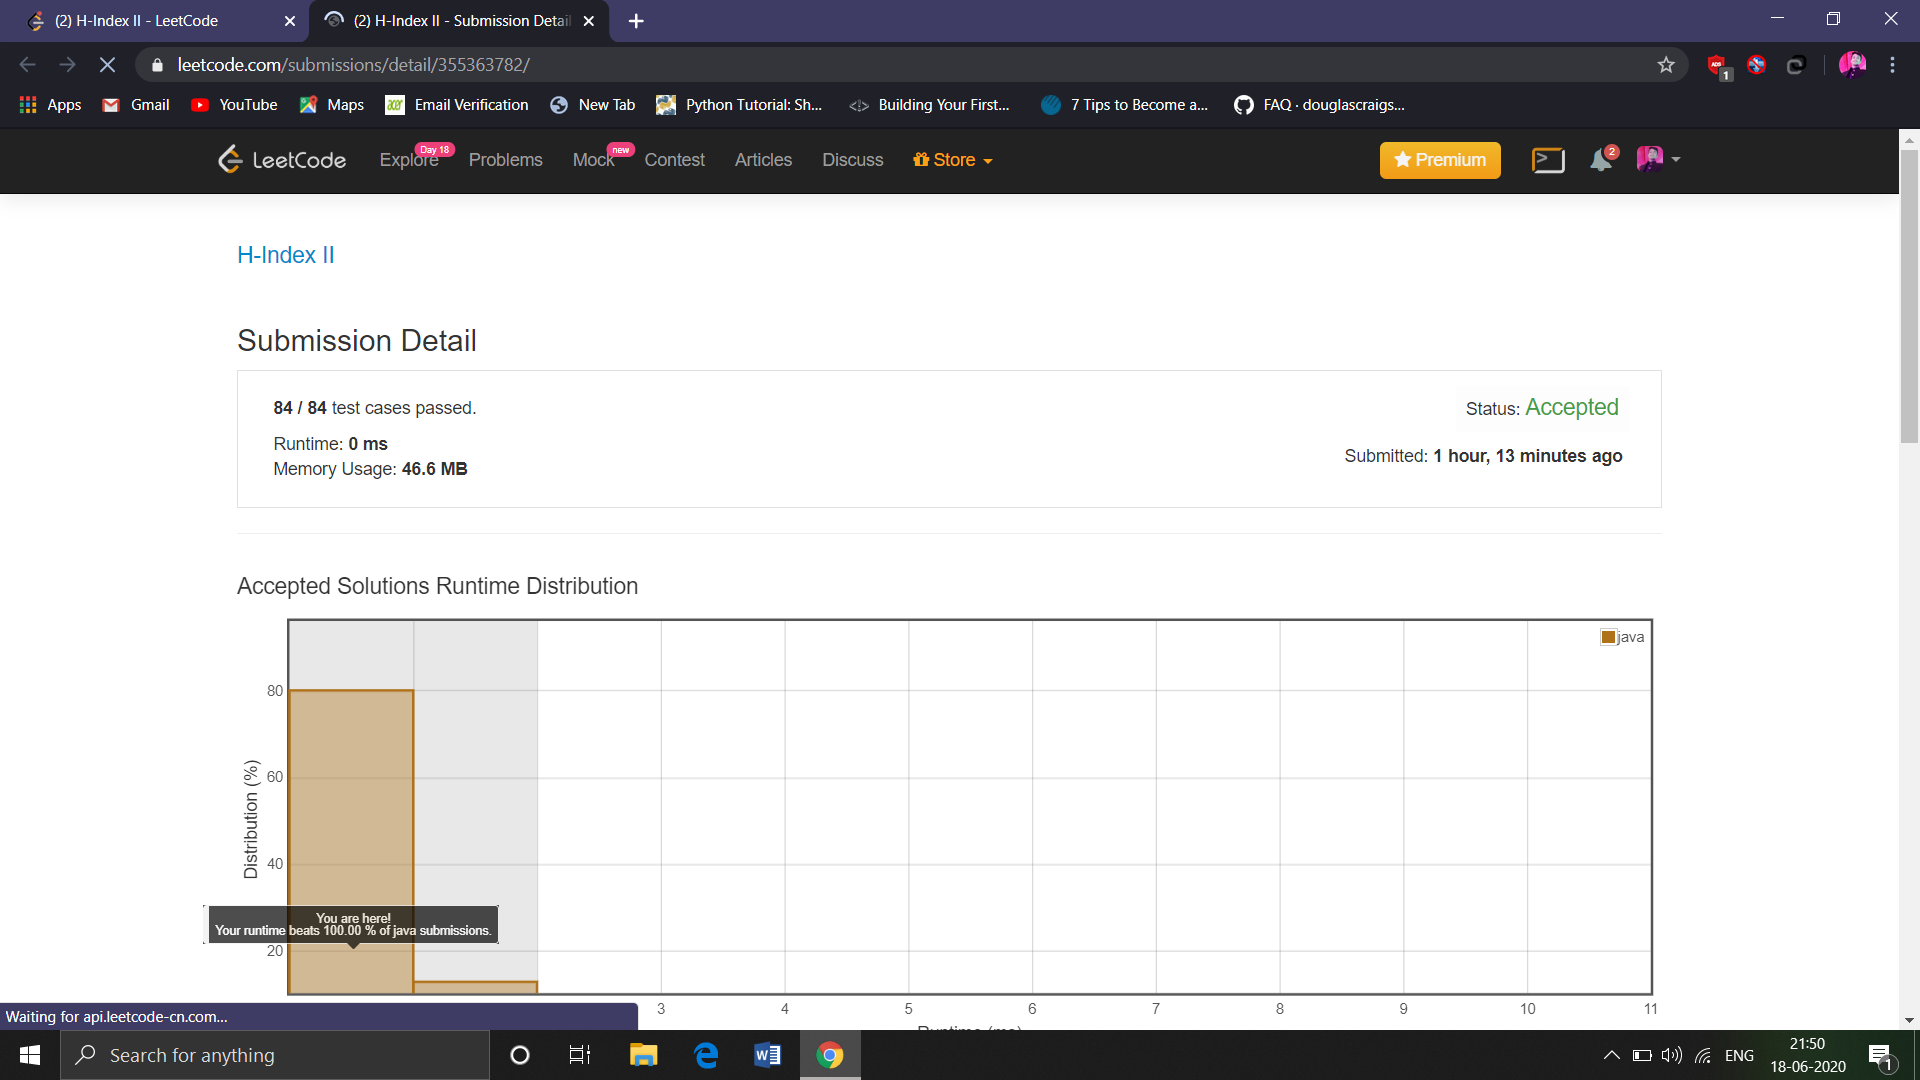 (2) H-Index II - LeetCode
(2) H-Index II - Submission Detail
leetcode.com/submissions/detail/355363782/
1
Apps Gmail YouTube Maps Email Verification New Tab Python Tutorial: Sh... Building Your First... 7 Tips to Become a... FAQ · douglascraigs...
LeetCode Explore Day 18 Problems Mock new Contest Articles Discuss Store Premium 2
H-Index II
Submission Detail
84 / 84 test cases passed.
Status: Accepted
Runtime: 0 ms
Submitted: 1 hour, 13 minutes ago
Memory Usage: 46.6 MB
Accepted Solutions Runtime Distribution
java
80
60
40
20
Distribution (%)
You are here!
Your runtime beats 100.00 % of java submissions.
3 4 5 6 7 8 9 10 11
Runtime (ms)
Waiting for api.leetcode-cn.com...
Search for anything
ENG
21:50
18-06-2020
1